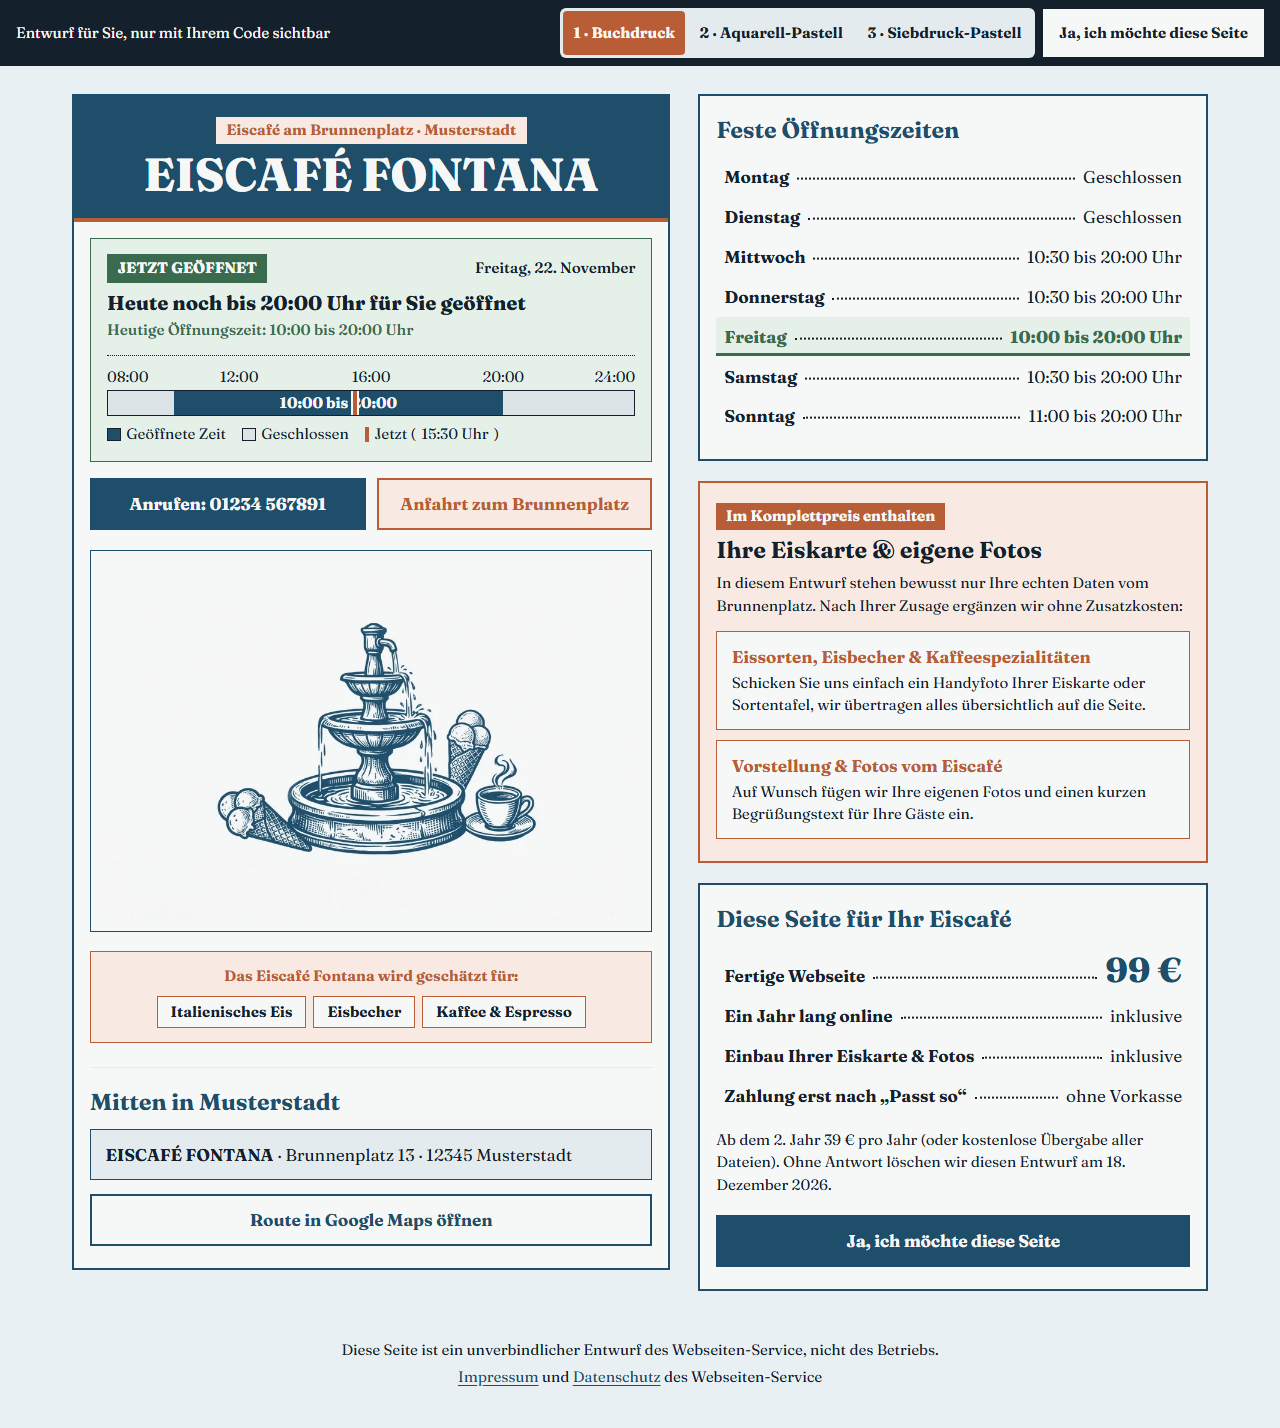 Entwurf für Sie, nur mit Ihrem Code sichtbar
1 · Buchdruck
2 · Aquarell-Pastell
3 · Siebdruck-Pastell
Ja, ich möchte diese Seite
Eiscafé am Brunnenplatz · Musterstadt
EISCAFÉ FONTANA
JETZT GEÖFFNET
Freitag, 22. November
Heute noch bis 20:00 Uhr für Sie geöffnet
Heutige Öffnungszeit: 10:00 bis 20:00 Uhr
08:00 12:00 16:00 20:00 24:00
10:00 bis 20:00
Geöffnete Zeit
Geschlossen
Jetzt ( 15:30 Uhr )
Anrufen: 01234 567891
Anfahrt zum Brunnenplatz
Das Eiscafé Fontana wird geschätzt für:
Italienisches Eis
Eisbecher
Kaffee & Espresso
Mitten in Musterstadt
EISCAFÉ FONTANA · Brunnenplatz 13 · 12345 Musterstadt
Route in Google Maps öffnen
Feste Öffnungszeiten
Montag Geschlossen
Dienstag Geschlossen
Mittwoch 10:30 bis 20:00 Uhr
Donnerstag 10:30 bis 20:00 Uhr
Freitag 10:00 bis 20:00 Uhr
Samstag 10:30 bis 20:00 Uhr
Sonntag 11:00 bis 20:00 Uhr
Im Komplettpreis enthalten
Ihre Eiskarte & eigene Fotos
In diesem Entwurf stehen bewusst nur Ihre echten Daten vom
Brunnenplatz. Nach Ihrer Zusage ergänzen wir ohne Zusatzkosten:
Eissorten, Eisbecher & Kaffeespezialitäten
Schicken Sie uns einfach ein Handyfoto Ihrer Eiskarte oder
Sortentafel, wir übertragen alles übersichtlich auf die Seite.
Vorstellung & Fotos vom Eiscafé
Auf Wunsch fügen wir Ihre eigenen Fotos und einen kurzen
Begrüßungstext für Ihre Gäste ein.
Diese Seite für Ihr Eiscafé
Fertige Webseite 99 €
Ein Jahr lang online inklusive
Einbau Ihrer Eiskarte & Fotos inklusive
Zahlung erst nach „Passt so“ ohne Vorkasse
Ab dem 2. Jahr 39 € pro Jahr (oder kostenlose Übergabe aller
Dateien). Ohne Antwort löschen wir diesen Entwurf am 18.
Dezember 2026.
Ja, ich möchte diese Seite
Diese Seite ist ein unverbindlicher Entwurf des Webseiten-Service, nicht des Betriebs.
Impressum und Datenschutz des Webseiten-Service